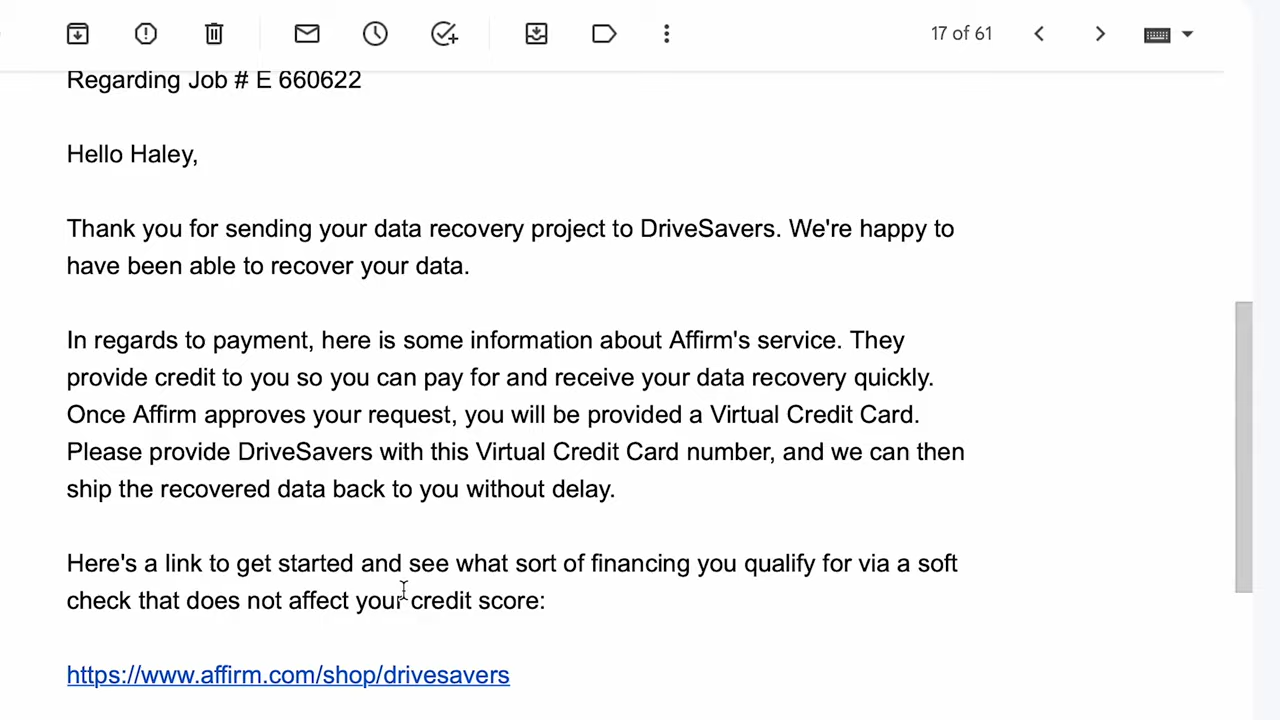 17 of 61
Regarding Job # E 660622
Hello Haley,
Thank you for sending your data recovery project to DriveSavers. We're happy to
have been able to recover your data.
In regards to payment, here is some information about Affirm's service. They
provide credit to you so you can pay for and receive your data recovery quickly.
Once Affirm approves your request, you will be provided a Virtual Credit Card.
Please provide DriveSavers with this Virtual Credit Card number, and we can then
ship the recovered data back to you without delay.
Here's a link to get started and see what sort of financing you qualify for via a soft
check that does not affect your credit score:
https://www.affirm.com/shop/drivesavers